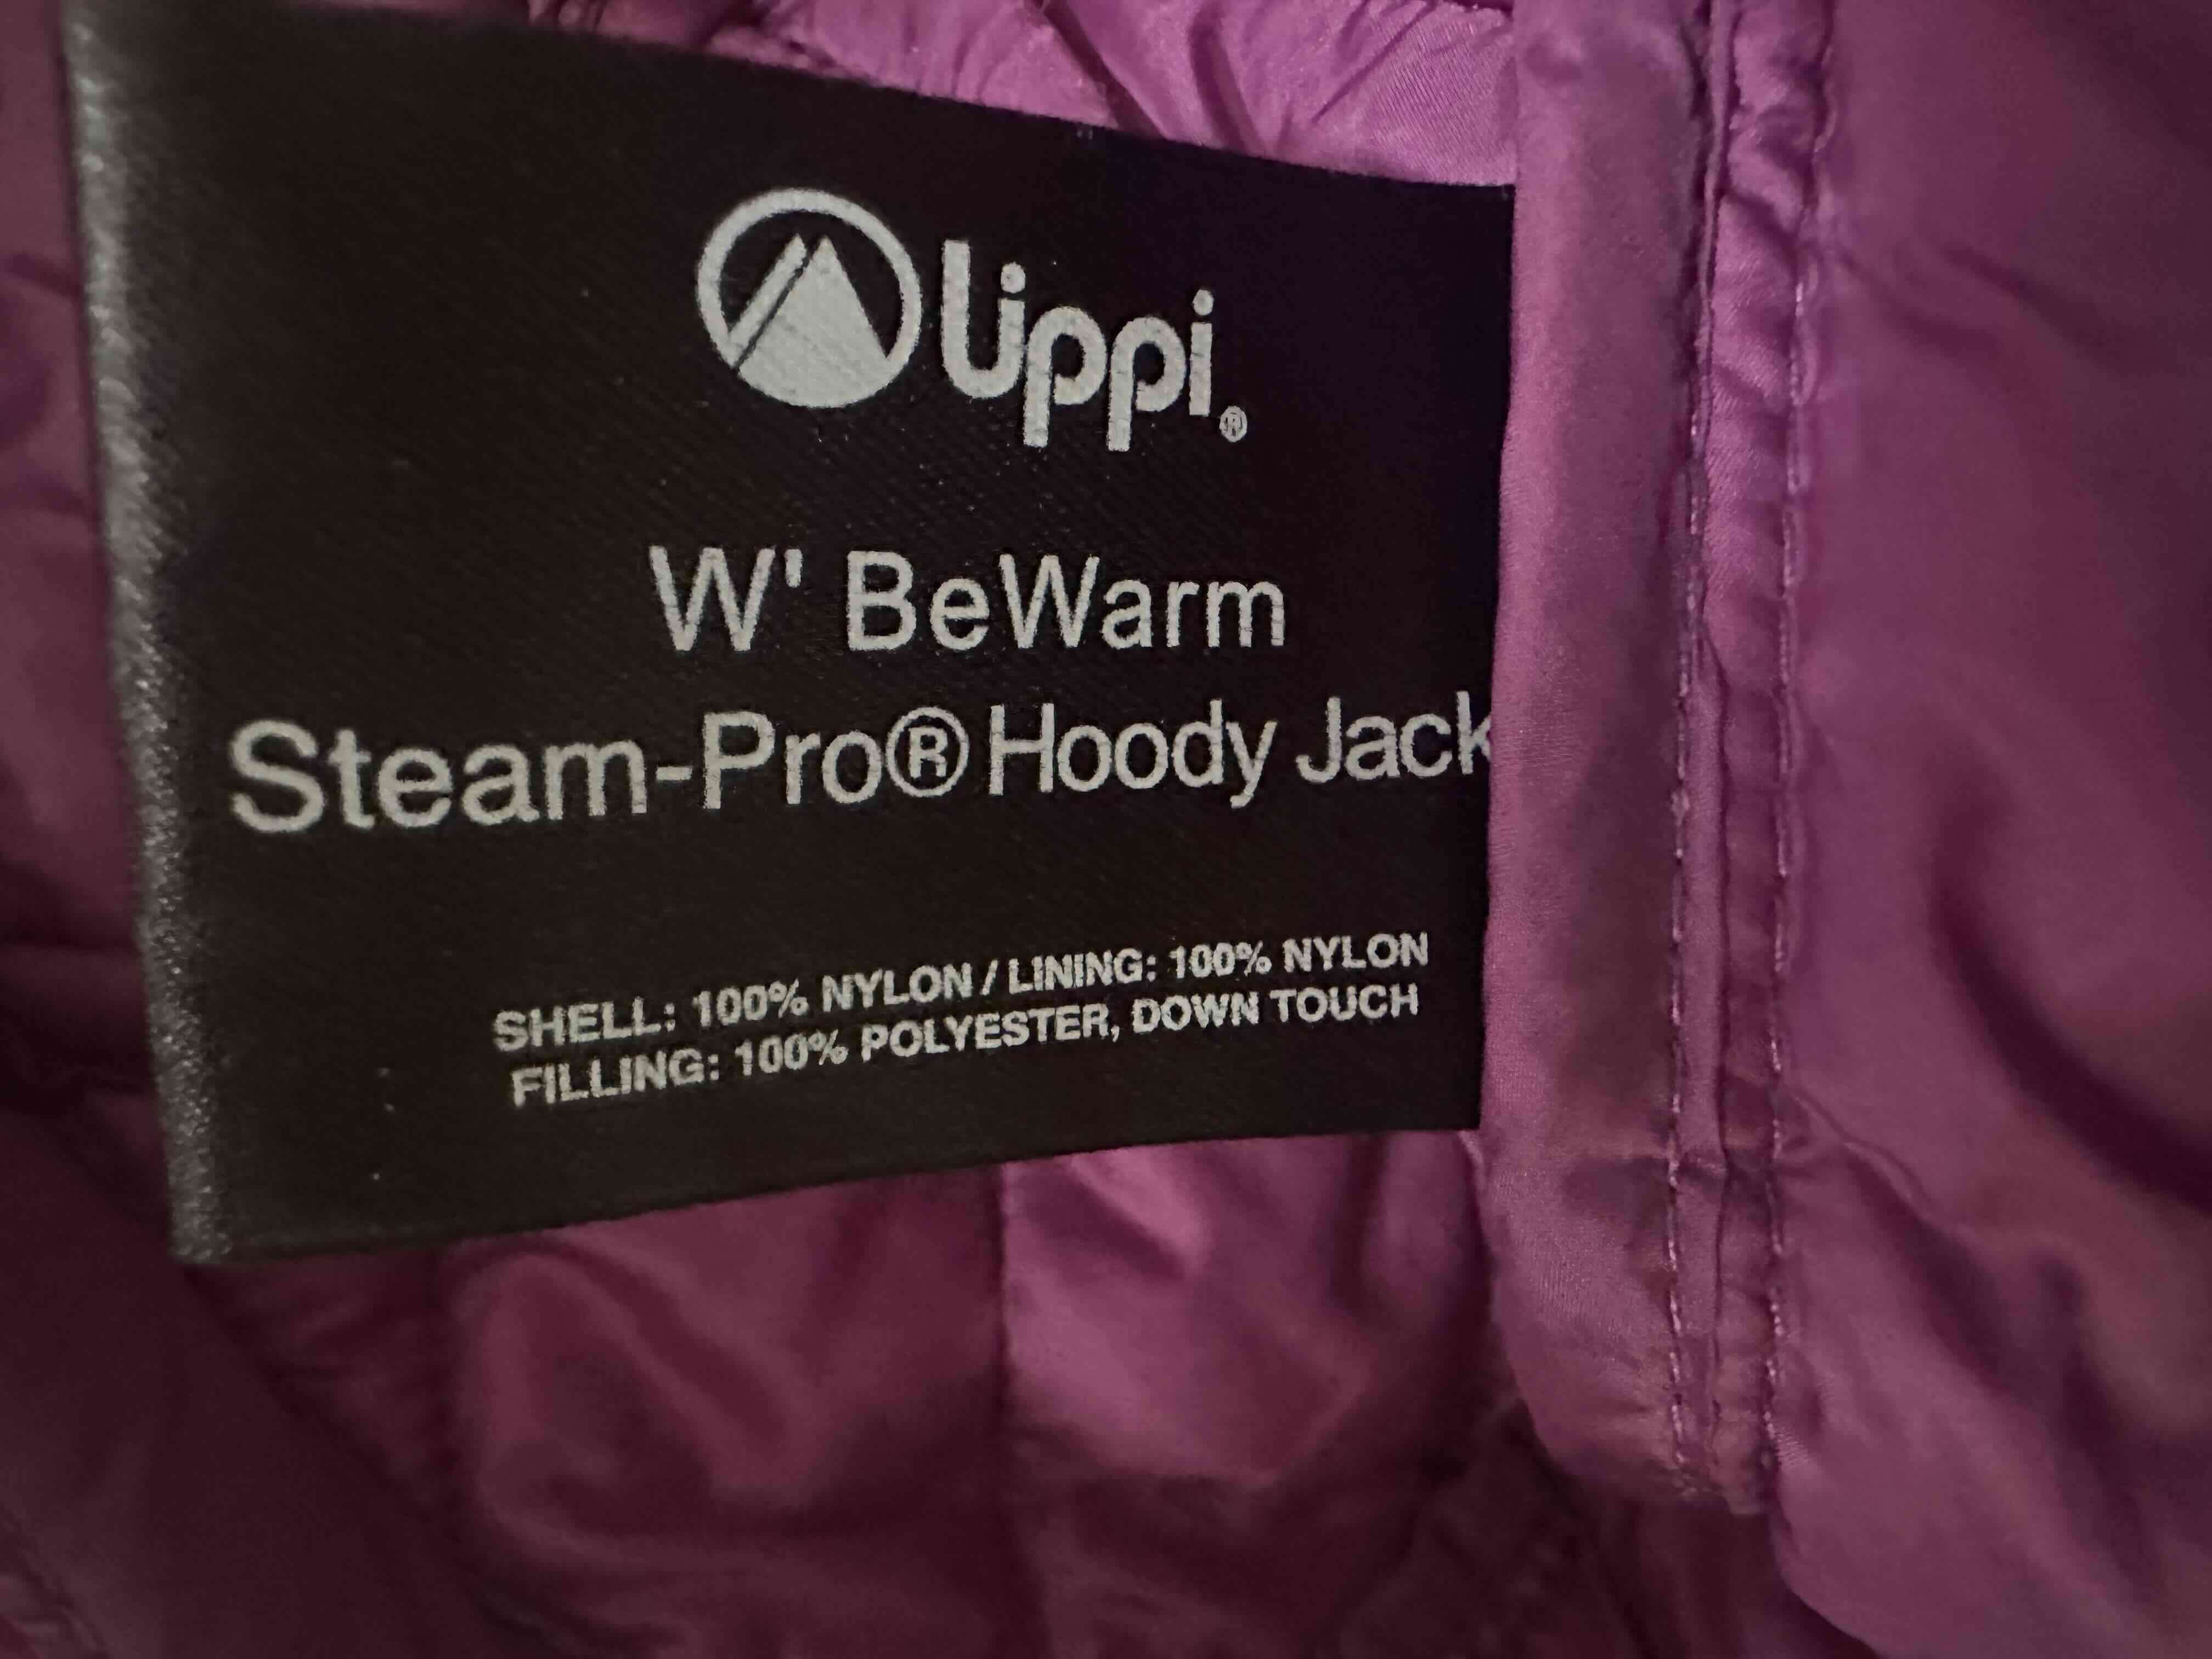 Lippi®
W' BeWarm
Steam-Pro® Hoody Jack
SHELL: 100% NYLON / LINING: 100% NYLON
FILLING: 100% POLYESTER, DOWN TOUCH